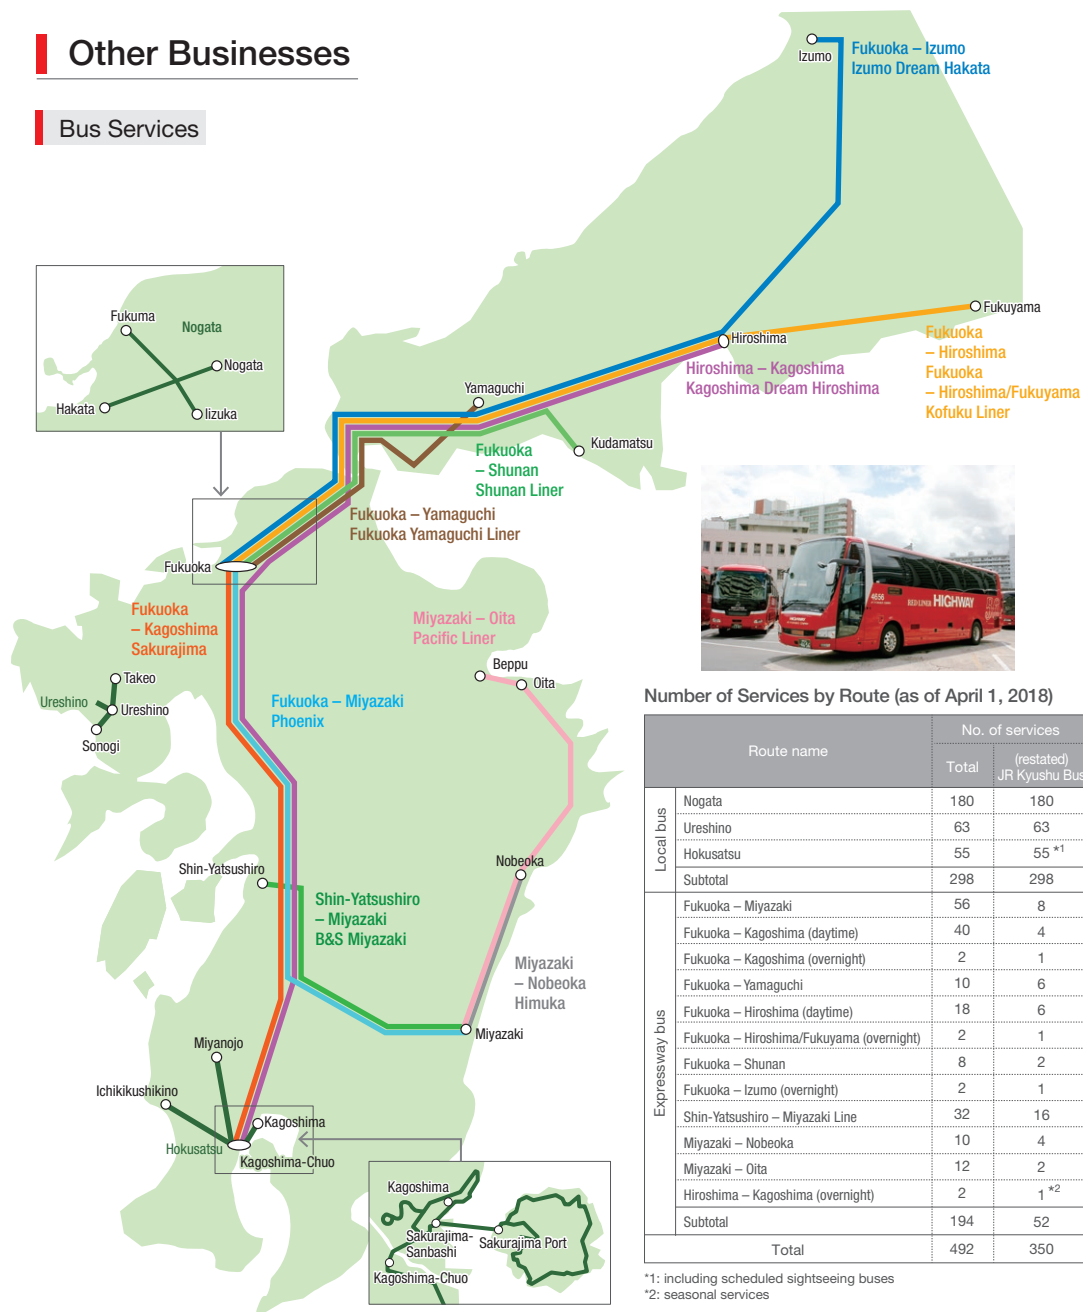 Other Businesses
Bus Services
Izumo
Fukuoka – Izumo
Izumo Dream Hakata
Fukuma
Nogata
Nogata
Hakata
Iizuka
Fukuyama
Hiroshima
Fukuoka
– Hiroshima
Fukuoka
– Hiroshima/Fukuyama
Kofuku Liner
Hiroshima – Kagoshima
Kagoshima Dream Hiroshima
Yamaguchi
Kudamatsu
Fukuoka
– Shunan
Shunan Liner
Fukuoka – Yamaguchi
Fukuoka Yamaguchi Liner
Fukuoka
Fukuoka
– Kagoshima
Sakurajima
Miyazaki – Oita
Pacific Liner
Beppu
Oita
Takeo
Ureshino
Ureshino
Sonogi
Fukuoka – Miyazaki
Phoenix
Shin-Yatsushiro
Nobeoka
Shin-Yatsushiro
– Miyazaki
B&S Miyazaki
Miyazaki
– Nobeoka
Himuka
Miyazaki
Miyanojo
Ichikikushikino
Kagoshima
Hokusatsu
Kagoshima-Chuo
Kagoshima
Sakurajima-
Sanbashi
Sakurajima Port
Kagoshima-Chuo
4656
RED LINER HIGHWAY
HIGHWAY
Number of Services by Route (as of April 1, 2018)
Route name
No. of services
Total
(restated)
JR Kyushu Bus
Local bus
Nogata 180 180
Ureshino 63 63
Hokusatsu 55 55 *1
Subtotal 298 298
Expressway bus
Fukuoka – Miyazaki 56 8
Fukuoka – Kagoshima (daytime) 40 4
Fukuoka – Kagoshima (overnight) 2 1
Fukuoka – Yamaguchi 10 6
Fukuoka – Hiroshima (daytime) 18 6
Fukuoka – Hiroshima/Fukuyama (overnight) 2 1
Fukuoka – Shunan 8 2
Fukuoka – Izumo (overnight) 2 1
Shin-Yatsushiro – Miyazaki Line 32 16
Miyazaki – Nobeoka 10 4
Miyazaki – Oita 12 2
Hiroshima – Kagoshima (overnight) 2 1 *2
Subtotal 194 52
Total 492 350
*1: including scheduled sightseeing buses
*2: seasonal services